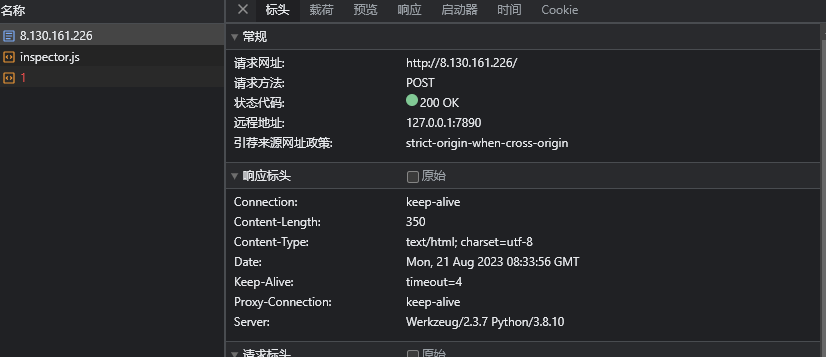 名称
标头 载荷 预览 响应 启动器 时间 Cookie
8.130.161.226
inspector.js
1
常规
请求网址: http://8.130.161.226/
请求方法: POST
状态代码: 200 OK
远程地址: 127.0.0.1:7890
引荐来源网址政策: strict-origin-when-cross-origin
响应标头 原始
Connection: keep-alive
Content-Length: 350
Content-Type: text/html; charset=utf-8
Date: Mon, 21 Aug 2023 08:33:56 GMT
Keep-Alive: timeout=4
Proxy-Connection: keep-alive
Server: Werkzeug/2.3.7 Python/3.8.10
请求标头 原始